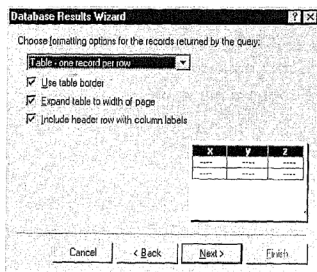 Database Results Wizard
Choose formatting options for the records returned by the query:
Table - one record per row
Use table border
Expand table to width of page
Include header row with column labels
x y z
---- ---- ----
---- ---- ----
Cancel < Back Next > Finish